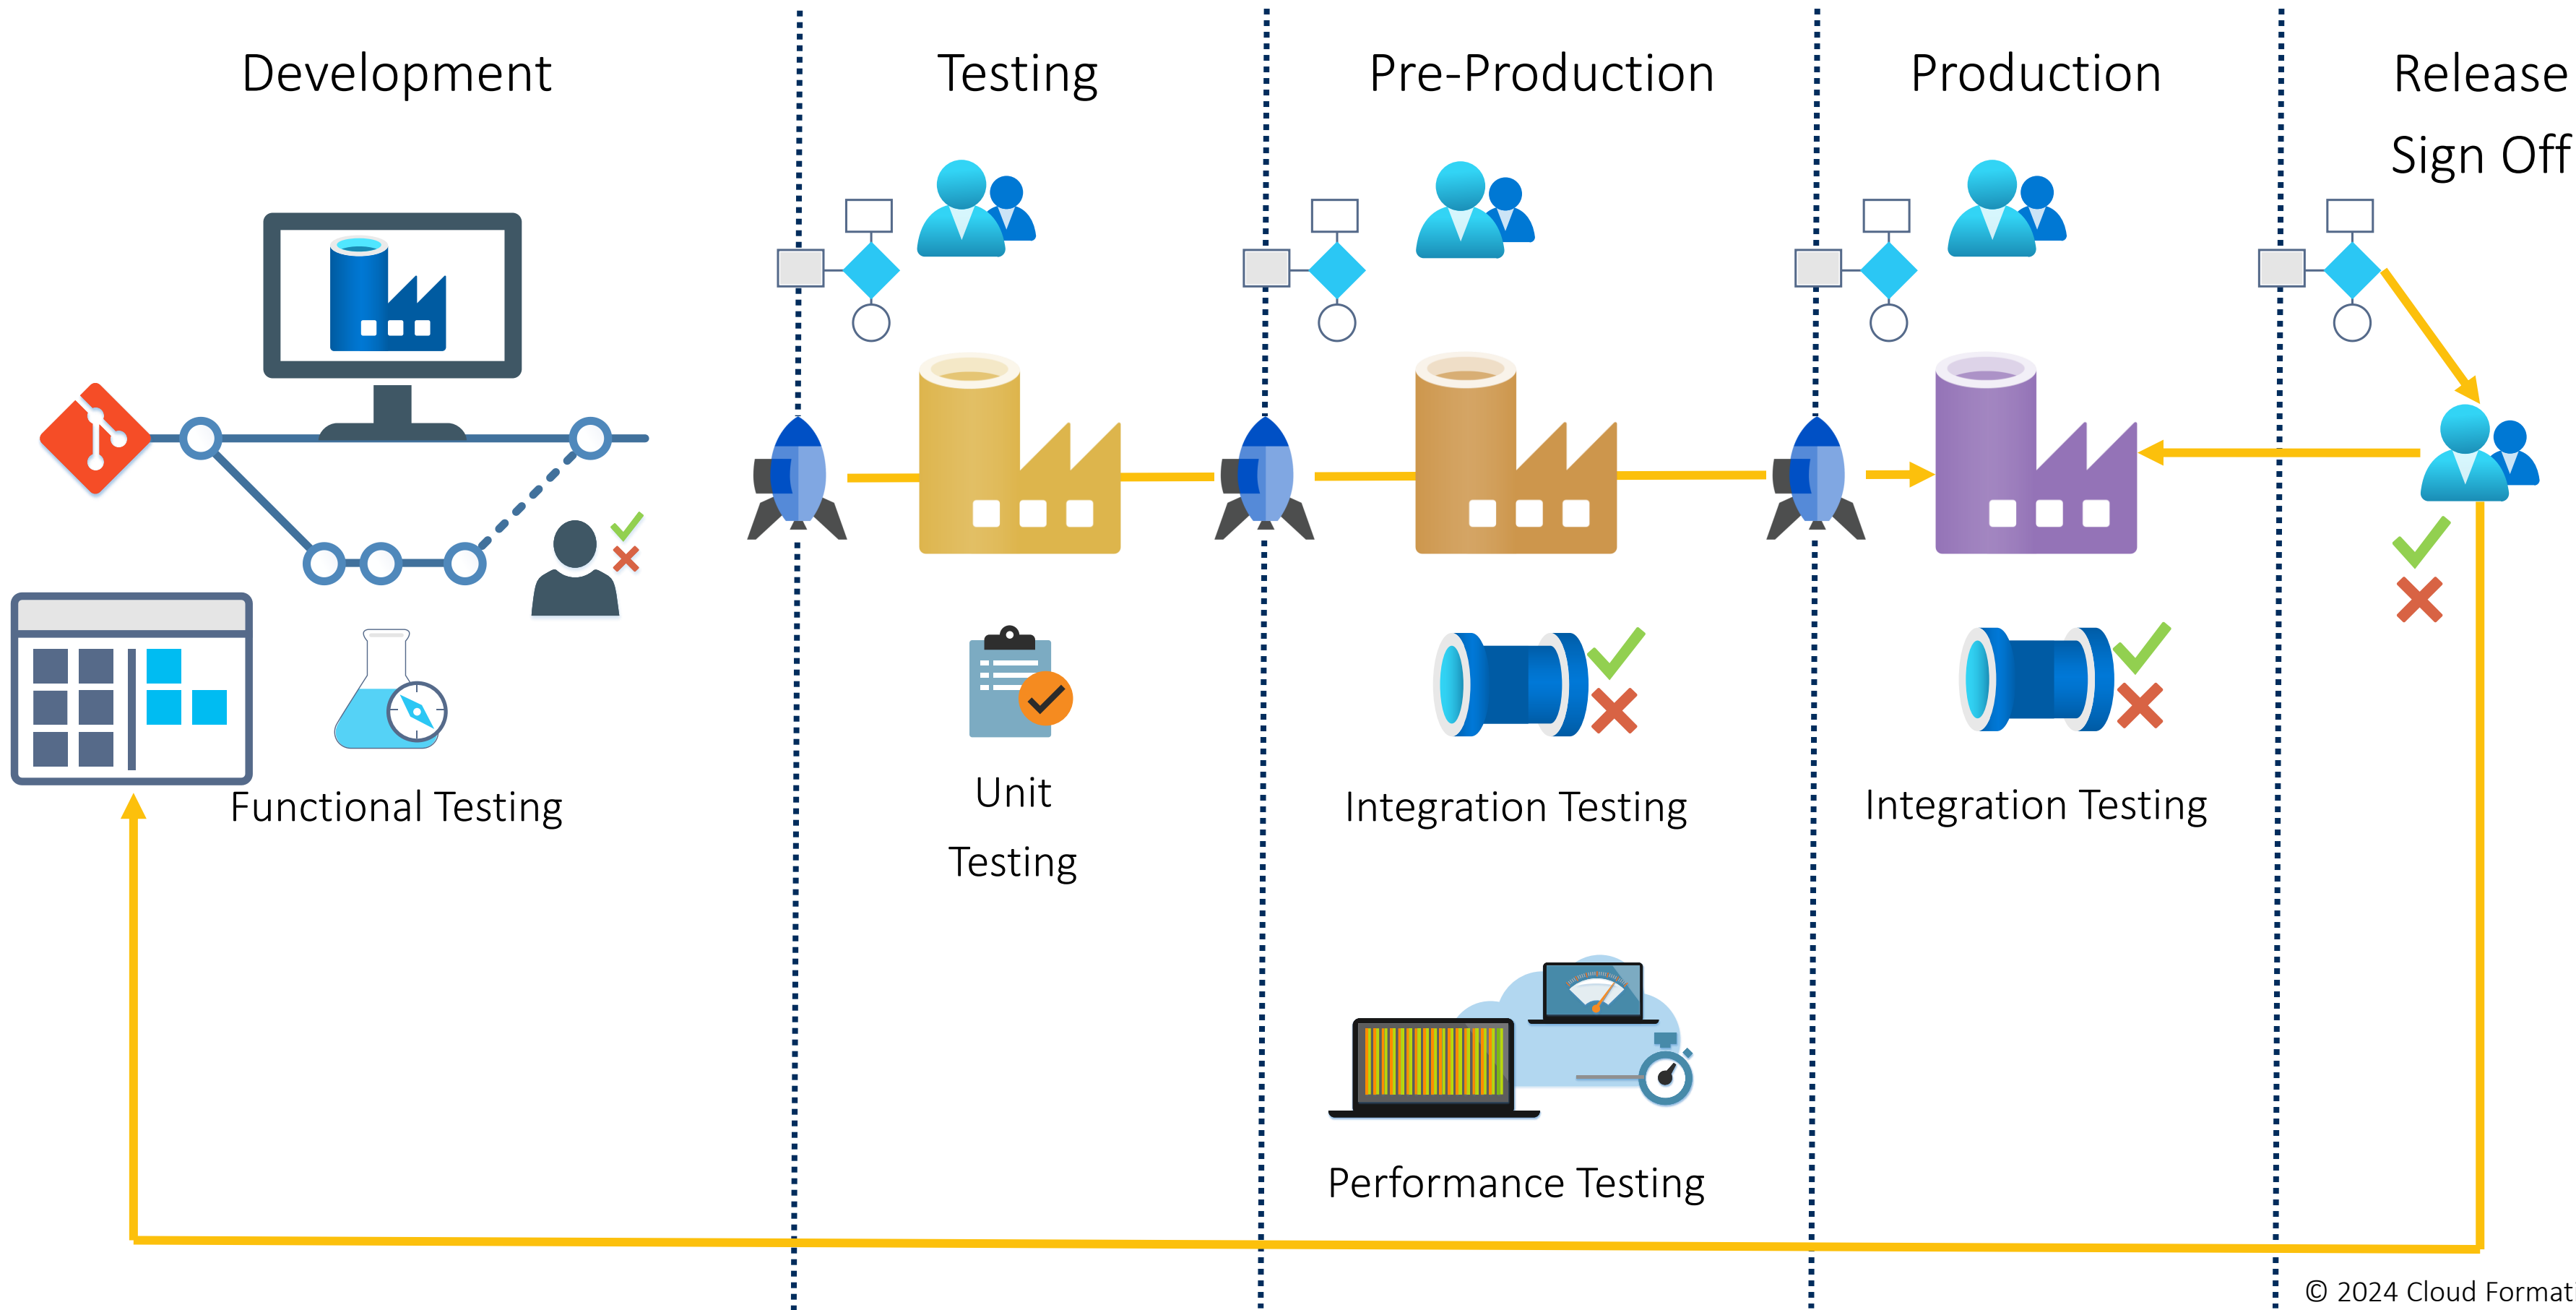 Development
Testing
Pre-Production
Production
Release
Sign Off
Functional Testing
Unit
Testing
Integration Testing
Integration Testing
Performance Testing
© 2024 Cloud Format